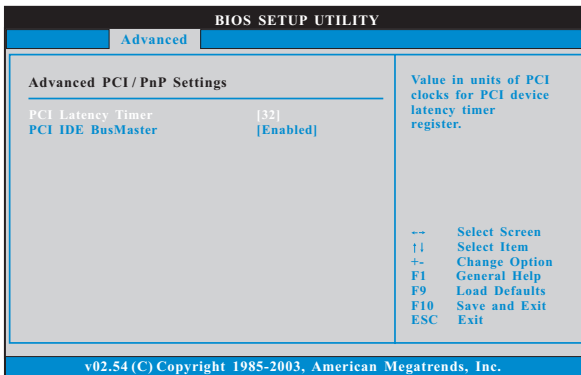 BIOS SETUP UTILITY
Advanced
Advanced PCI / PnP Settings
PCI Latency Timer [32]
PCI IDE BusMaster [Enabled]
Value in units of PCI
clocks for PCI device
latency timer
register.
←→ Select Screen
↑↓ Select Item
+- Change Option
F1 General Help
F9 Load Defaults
F10 Save and Exit
ESC Exit
v02.54 (C) Copyright 1985-2003, American Megatrends, Inc.